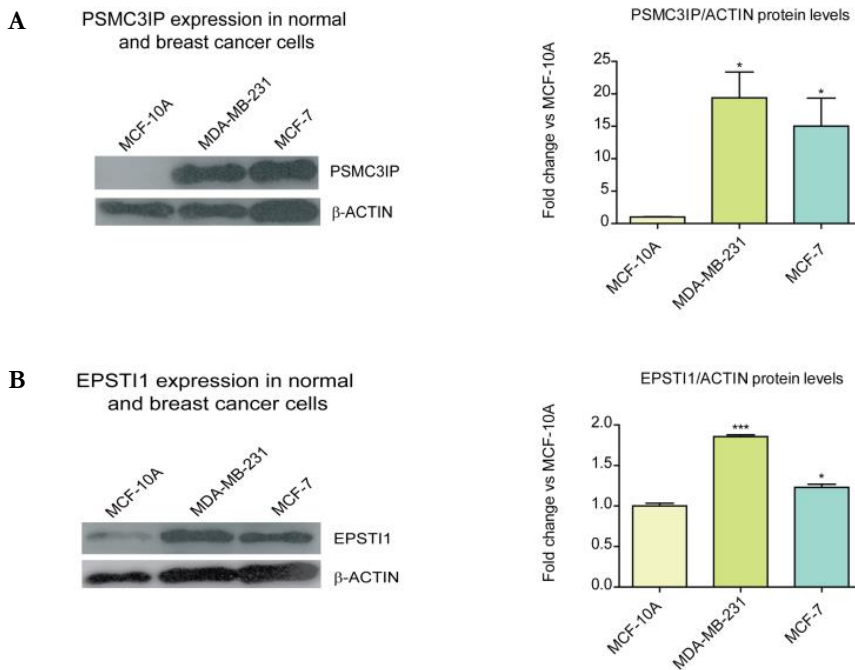 A
PSMC3IP expression in normal
and breast cancer cells
MCF-10A
MDA-MB-231
MCF-7
PSMC3IP
β-ACTIN
PSMC3IP/ACTIN protein levels
Fold change vs MCF-10A
25
20
15
10
5
0
*
*
MCF-10A
MDA-MB-231
MCF-7
B
EPSTI1 expression in normal
and breast cancer cells
MCF-10A
MDA-MB-231
MCF-7
EPSTI1
β-ACTIN
EPSTI1/ACTIN protein levels
Fold change vs MCF-10A
2.0
1.5
1.0
0.5
0.0
***
*
MCF-10A
MDA-MB-231
MCF-7